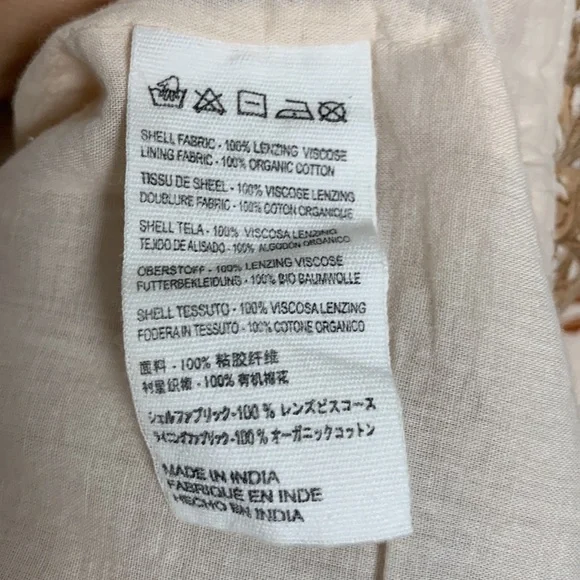 SHELL FABRIC - 100% LENZING VISCOSE
LINING FABRIC - 100% ORGANIC COTTON
TISSU DE SHEEL - 100% VISCOSE LENZING
DOUBLURE FABRIC - 100% COTON ORGANIQUE
SHELL TELA - 100% VISCOSA LENZING
TEJIDO DE ALISADO - 100% ALGODÓN ORGÁNICO
OBERSTOFF - 100% LENZING VISCOSE
FUTTERBEKLEIDUNG - 100% BIO BAUMWOLLE
SHELL TESSUTO - 100% VISCOSA LENZING
FODERA IN TESSUTO - 100% COTONE ORGANICO
面料 - 100% 粘胶纤维
衬里织物 - 100% 有机棉花
シェルファブリック-100% レンズビスコース
ライニングファブリック-100% オーガニックコットン
MADE IN INDIA
FABRIQUE EN INDE
HECHO EN INDIA